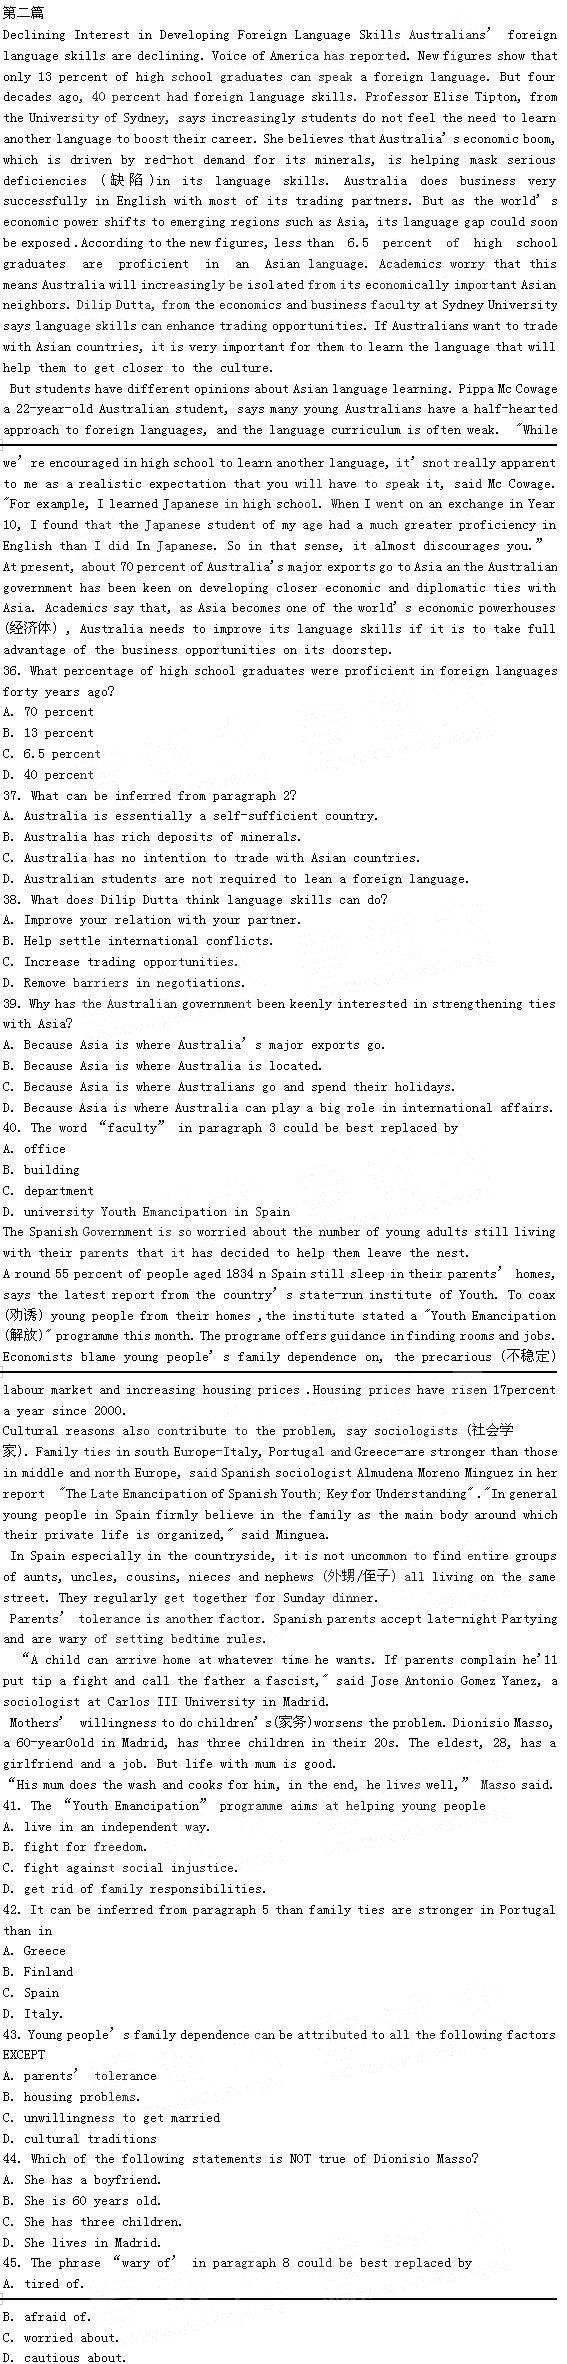 第二篇
Declining Interest in Developing Foreign Language Skills Australians’ foreign
language skills are declining. Voice of America has reported. New figures show that
only 13 percent of high school graduates can speak a foreign language. But four
decades ago, 40 percent had foreign language skills. Professor Elise Tipton, from
the University of Sydney, says increasingly students do not feel the need to learn
another language to boost their career. She believes that Australia’s economic boom,
which is driven by red-hot demand for its minerals, is helping mask serious
deficiencies (缺陷)in its language skills. Australia does business very
successfully in English with most of its trading partners. But as the world’s
economic power shifts to emerging regions such as Asia, its language gap could soon
be exposed .According to the new figures, less than 6.5 percent of high school
graduates are proficient in an Asian language. Academics worry that this
means Australia will increasingly be isolated from its economically important Asian
neighbors. Dilip Dutta, from the economics and business faculty at Sydney University
says language skills can enhance trading opportunities. If Australians want to trade
with Asian countries, it is very important for them to learn the language that will
help them to get closer to the culture.
But students have different opinions about Asian language learning. Pippa Mc Cowage
a 22-year-old Australian student, says many young Australians have a half-hearted
approach to foreign languages, and the language curriculum is often weak. "While
we’re encouraged in high school to learn another language, it’snot really apparent
to me as a realistic expectation that you will have to speak it, said Mc Cowage.
"For example, I learned Japanese in high school. When I went on an exchange in Year
10, I found that the Japanese student of my age had a much greater proficiency in
English than I did In Japanese. So in that sense, it almost discourages you.”
At present, about 70 percent of Australia's major exports go to Asia an the Australian
government has been keen on developing closer economic and diplomatic ties with
Asia. Academics say that, as Asia becomes one of the world’s economic powerhouses
(经济体) , Australia needs to improve its language skills if it is to take full
advantage of the business opportunities on its doorstep.
36. What percentage of high school graduates were proficient in foreign languages
forty years ago?
A. 70 percent
B. 13 percent
C. 6.5 percent
D. 40 percent
37. What can be inferred from paragraph 2?
A. Australia is essentially a self-sufficient country.
B. Australia has rich deposits of minerals.
C. Australia has no intention to trade with Asian countries.
D. Australian students are not required to lean a foreign language.
38. What does Dilip Dutta think language skills can do?
A. Improve your relation with your partner.
B. Help settle international conflicts.
C. Increase trading opportunities.
D. Remove barriers in negotiations.
39. Why has the Australian government been keenly interested in strengthening ties
with Asia?
A. Because Asia is where Australia’s major exports go.
B. Because Asia is where Australia is located.
C. Because Asia is where Australians go and spend their holidays.
D. Because Asia is where Australia can play a big role in international affairs.
40. The word “faculty” in paragraph 3 could be best replaced by
A. office
B. building
C. department
D. university Youth Emancipation in Spain
The Spanish Government is so worried about the number of young adults still living
with their parents that it has decided to help them leave the nest.
A round 55 percent of people aged 1834 n Spain still sleep in their parents’ homes,
says the latest report from the country’s state-run institute of Youth. To coax
(劝诱) young people from their homes ,the institute stated a "Youth Emancipation
(解放)" programme this month. The programe offers guidance in finding rooms and jobs.
Economists blame young people’s family dependence on, the precarious (不稳定)
labour market and increasing housing prices .Housing prices have risen 17percent
a year since 2000.
Cultural reasons also contribute to the problem, say sociologists (社会学
家). Family ties in south Europe-Italy, Portugal and Greece-are stronger than those
in middle and north Europe, said Spanish sociologist Almudena Moreno Minguez in her
report "The Late Emancipation of Spanish Youth; Key for Understanding"."In general
young people in Spain firmly believe in the family as the main body around which
their private life is organized," said Minguea.
In Spain especially in the countryside, it is not uncommon to find entire groups
of aunts, uncles, cousins, nieces and nephews (外甥/侄子) all living on the same
street. They regularly get together for Sunday dinner.
Parents’ tolerance is another factor. Spanish parents accept late-night Partying
and are wary of setting bedtime rules.
“A child can arrive home at whatever time he wants. If parents complain he'11
put tip a fight and call the father a fascist," said Jose Antonio Gomez Yanez, a
sociologist at Carlos III University in Madrid.
Mothers’ willingness to do children’s(家务)worsens the problem. Dionisio Masso,
a 60-year0old in Madrid, has three children in their 20s. The eldest, 28, has a
girlfriend and a job. But life with mum is good.
“His mum does the wash and cooks for him, in the end, he lives well,” Masso said.
41. The “Youth Emancipation” programme aims at helping young people
A. live in an independent way.
B. fight for freedom.
C. fight against social injustice.
D. get rid of family responsibilities.
42. It can be inferred from paragraph 5 than family ties are stronger in Portugal
than in
A. Greece
B. Finland
C. Spain
D. Italy.
43. Young people’s family dependence can be attributed to all the following factors
EXCEPT
A. parents’ tolerance
B. housing problems.
C. unwillingness to get married
D. cultural traditions
44. Which of the following statements is NOT true of Dionisio Masso?
A. She has a boyfriend.
B. She is 60 years old.
C. She has three children.
D. She lives in Madrid.
45. The phrase “wary of’ in paragraph 8 could be best replaced by
A. tired of.
B. afraid of.
C. worried about.
D. cautious about.